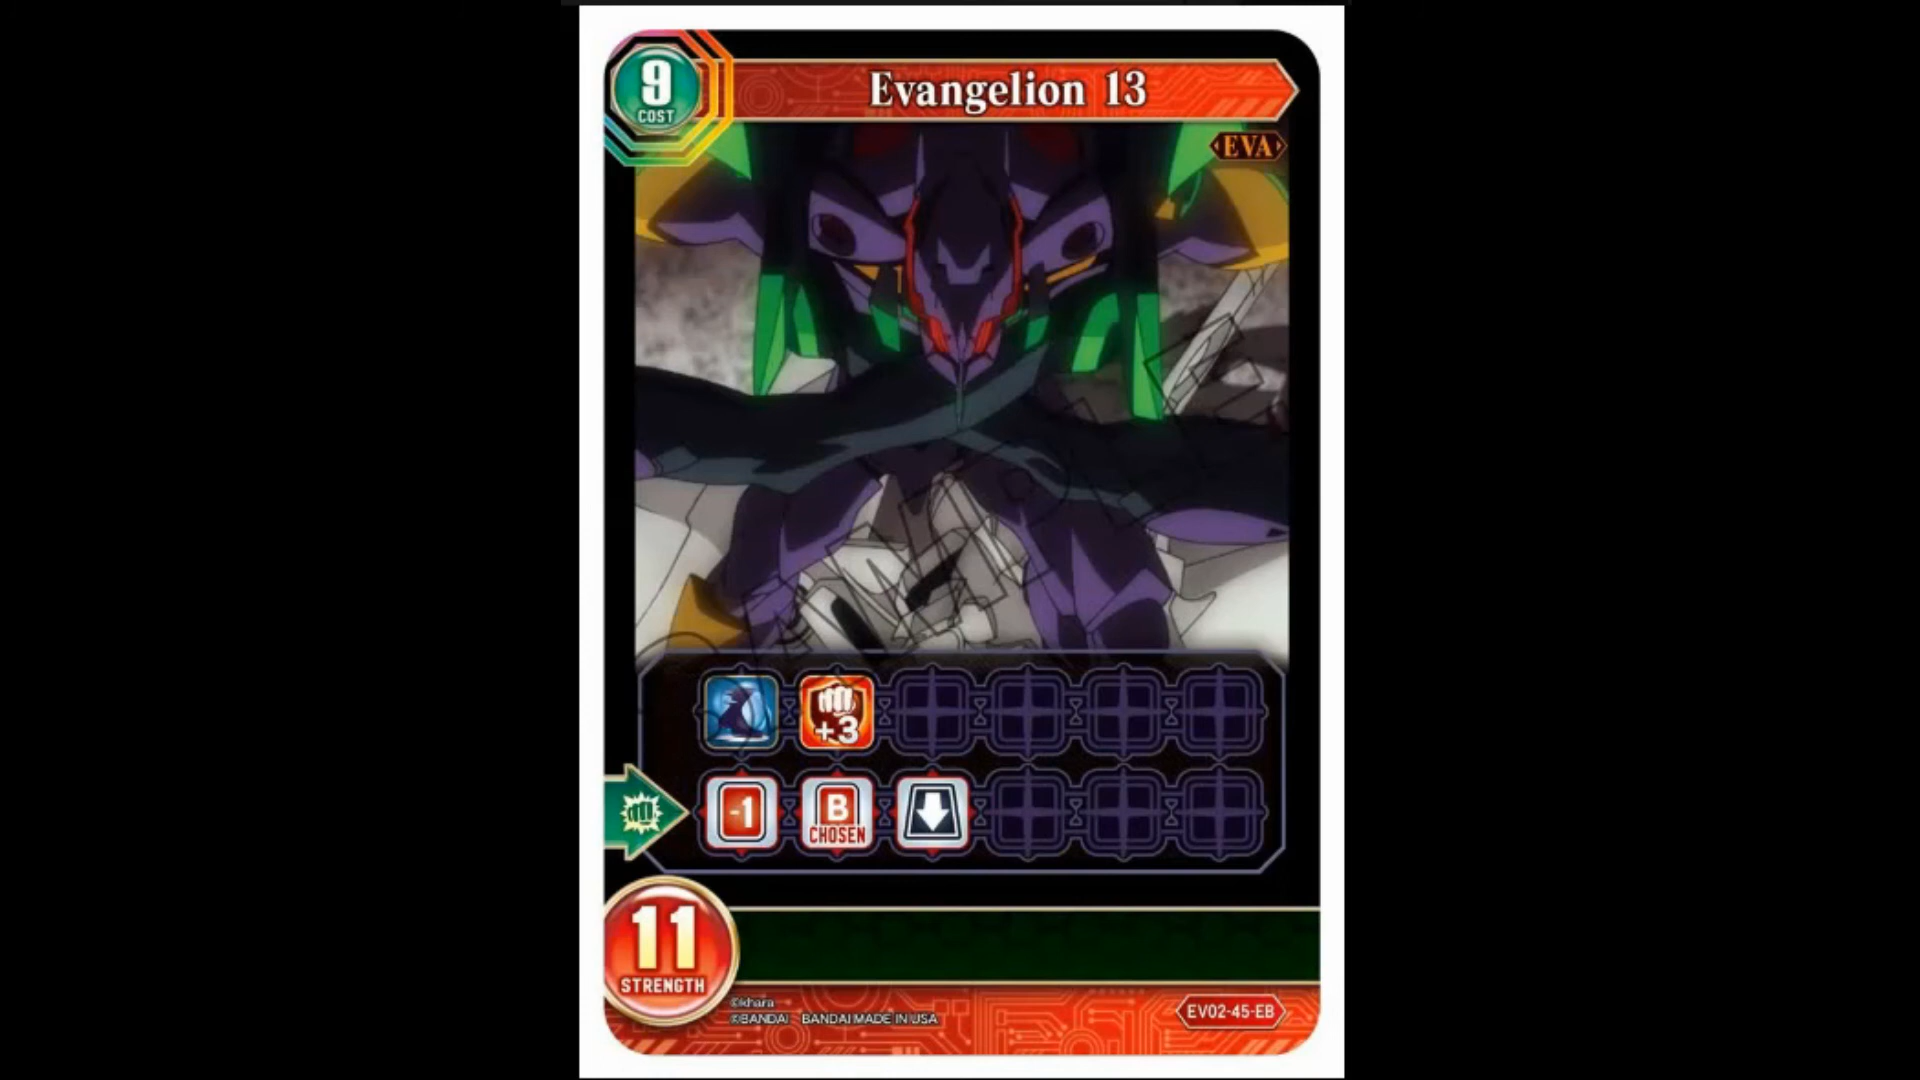 9
COST
Evangelion 13
EVA
+3
-1
B
CHOSEN
11
STRENGTH
©khara
©BANDAI BANDAI MADE IN USA
EV02-45-EB